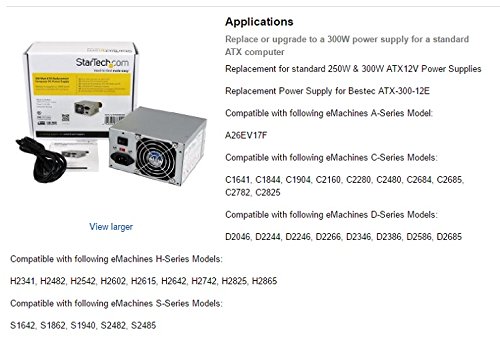 Applications
Replace or upgrade to a 300W power supply for a standard
ATX computer
Replacement for standard 250W & 300W ATX12V Power Supplies
Replacement Power Supply for Bestec ATX-300-12E
Compatible with following eMachines A-Series Model:
A26EV17F
Compatible with following eMachines C-Series Model:
C1641, C1844, C1904, C2160, C2280, C2480, C2684, C2685,
C2782, C2825
Compatible with following eMachines D-Series Model:
D2046, D2244, D2246, D2266, D2346, D2386, D2586, D2685
StarTech.com
View larger
Compatible with following eMachines H-Series Models:
H2341, H2482, H2542, H2602, H2615, H2642, H2742, H2825, H2865
Compatible with following eMachines S-Series Models:
S1642, S1862, S1940, S2482, S2485